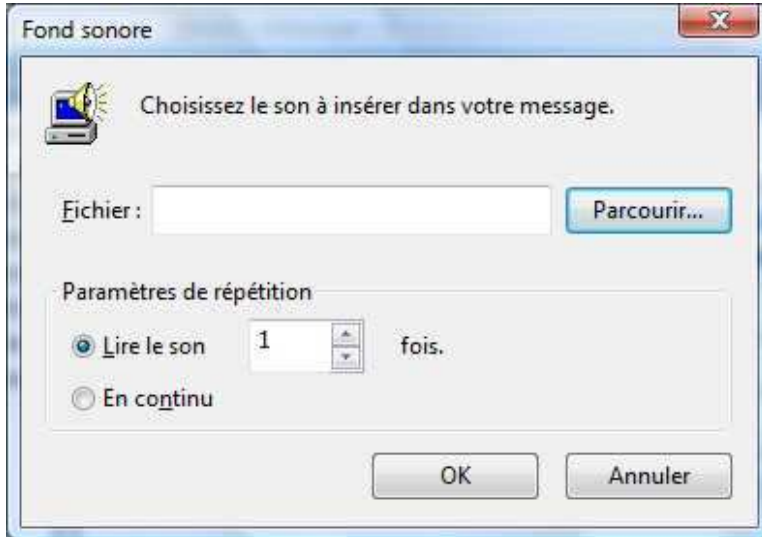 Fond sonore
Choisissez le son à insérer dans votre message.
Fichier : Parcourir...
Paramètres de répétition
Lire le son 1 fois.
En continu
OK Annuler